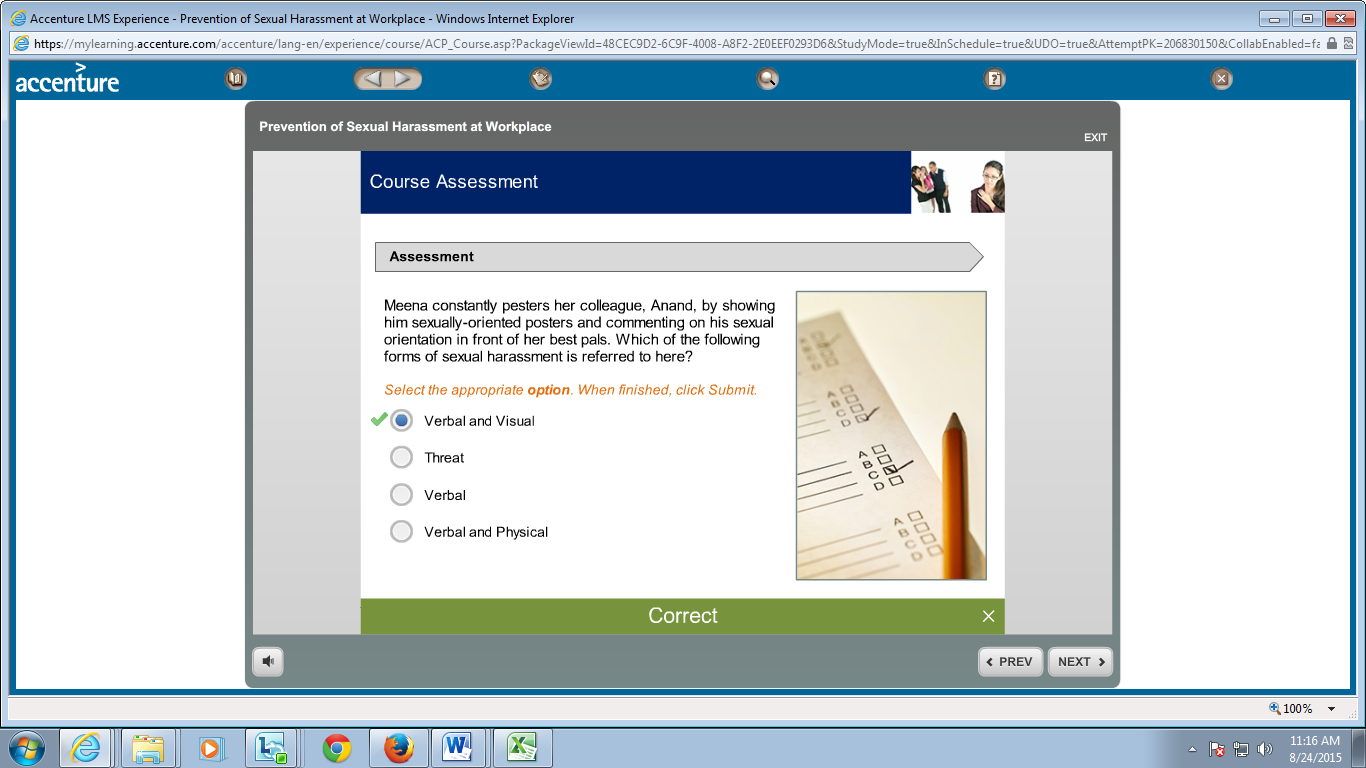 Accenture LMS Experience - Prevention of Sexual Harassment at Workplace - Windows Internet Explorer
https://mylearning.accenture.com/accenture/lang-en/experience/course/ACP_Course.asp?PackageViewId=48CEC9D2-6C9F-4008-A8F2-2E0EEF0293D6&StudyMode=true&InSchedule=true&UDO=true&AttemptPK=206830150&CollabEnabled=fa
accenture
Prevention of Sexual Harassment at Workplace
EXIT
Course Assessment
Assessment
Meena constantly pesters her colleague, Anand, by showing
him sexually-oriented posters and commenting on his sexual
orientation in front of her best pals. Which of the following
forms of sexual harassment is referred to here?
Select the appropriate option. When finished, click Submit.
Verbal and Visual
Threat
Verbal
Verbal and Physical
A B C D
A B C D
A B C D
Correct
PREV
NEXT
100%
11:16 AM
8/24/2015